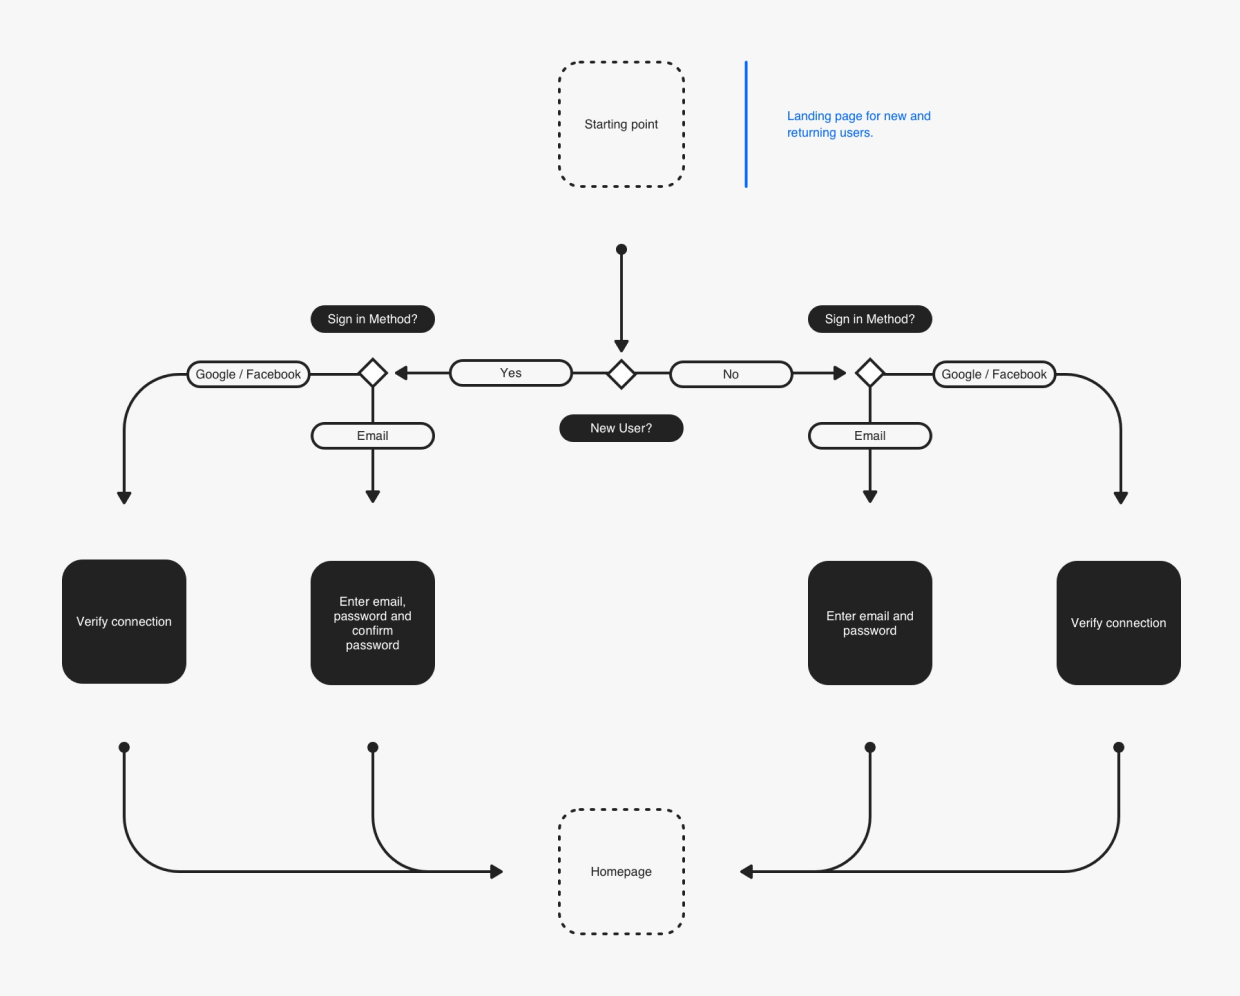 Starting point
Landing page for new and
returning users.
Sign in Method?
Sign in Method?
Google / Facebook
Yes
No
Google / Facebook
Email
New User?
Email
Verify connection
Enter email,
password and
confirm
password
Enter email and
password
Verify connection
Homepage